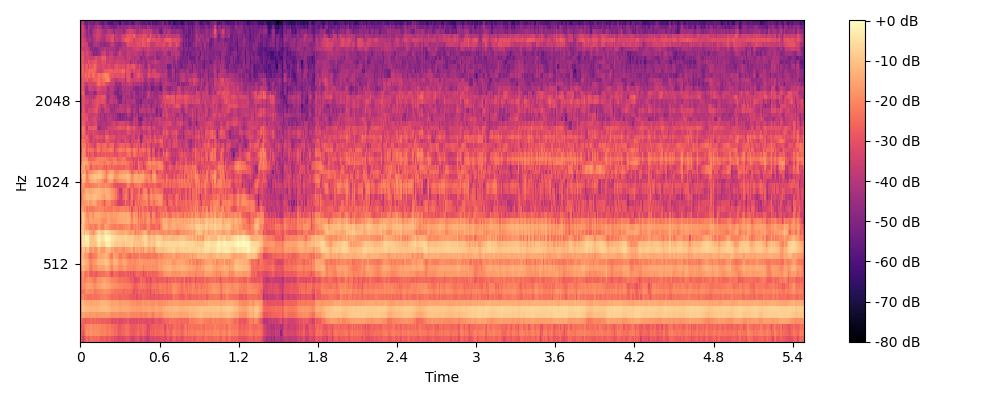 +0 dB
-10 dB
2048
-20 dB
-30 dB
Hz
1024
-40 dB
-50 dB
512
-60 dB
-70 dB
-80 dB
0 0.6 1.2 1.8 2.4 3 3.6 4.2 4.8 5.4
Time